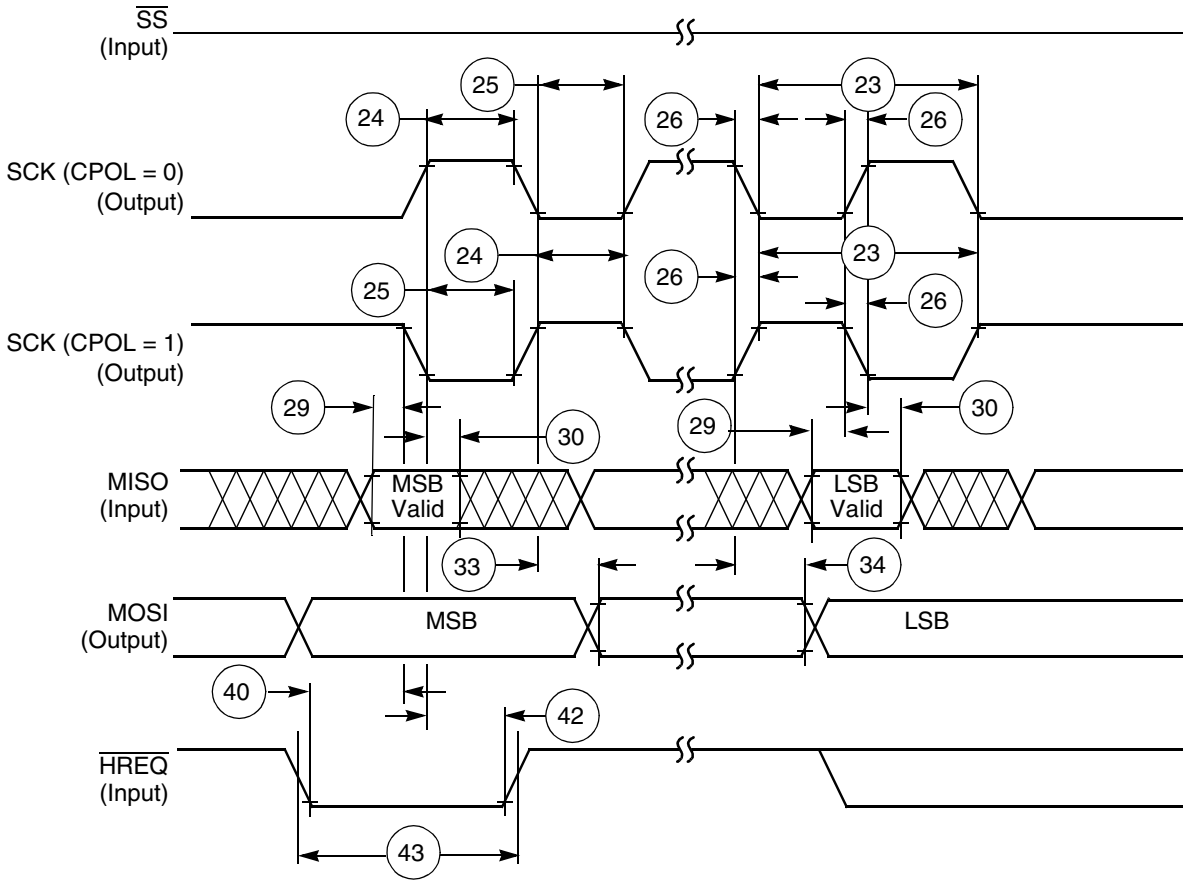 SS
(Input)
25
23
24
26
26
SCK (CPOL = 0)
(Output)
24
23
25
26
26
SCK (CPOL = 1)
(Output)
29
30
29
30
MISO
(Input)
MSB
Valid
LSB
Valid
33
34
MOSI
(Output)
MSB
LSB
40
42
HREQ
(Input)
43